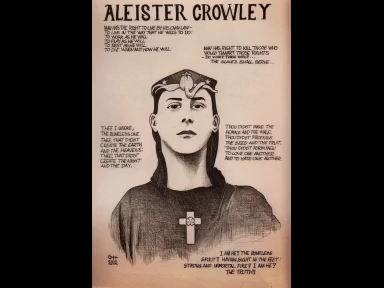 ALEISTER CROWLEY
MAN HAS THE RIGHT TO LIVE BY HIS OWN LAW-
TO LIVE IN THE WAY THAT HE WILLS TO DO:
TO WORK AS HE WILL
TO PLAY AS HE WILL
TO REST AS HE WILL
TO DIE WHEN AND HOW HE WILL
MAN HAS RIGHT TO KILL THOSE WHO
WOULD THWART THOSE RIGHTS
THE SLAVES SHALL SERVE...
THEE I INVOKE,
THE BORNLESS ONE
THEE, THAT DIDST
CREATE THE EARTH
AND THE HEAVENS:
THEE, THAT DIDST
CREATE THE NIGHT
AND THE DAY.
THOU DIDST MAKE THE
FEMALE AND THE MALE.
THOU DIDST PRODUCE
THE SEED AND THE FRUIT.
THOU DIDST FORM MEN
TO LOVE ONE ANOTHER
AND TO HATE ONE ANOTHER.
I AM HE! THE BORNLESS
SPIRIT! HAVING SIGHT IN THE FEET:
STRONG AND IMMORTAL FIRE! I AM HE!
THE TRUTH!